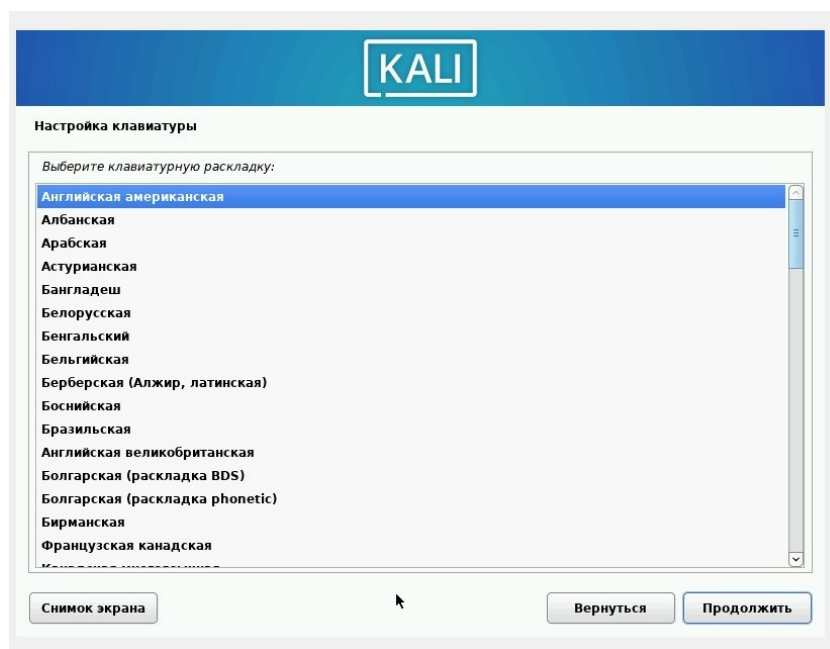 KALI
Настройка клавиатуры
Выберите клавиатурную раскладку:
Английская американская
Албанская
Арабская
Астурианская
Бангладеш
Белорусская
Бенгальский
Бельгийская
Берберская (Алжир, латинская)
Боснийская
Бразильская
Английская великобританская
Болгарская (раскладка BDS)
Болгарская (раскладка phonetic)
Бирманская
Французская канадская
Снимок экрана
Вернуться
Продолжить